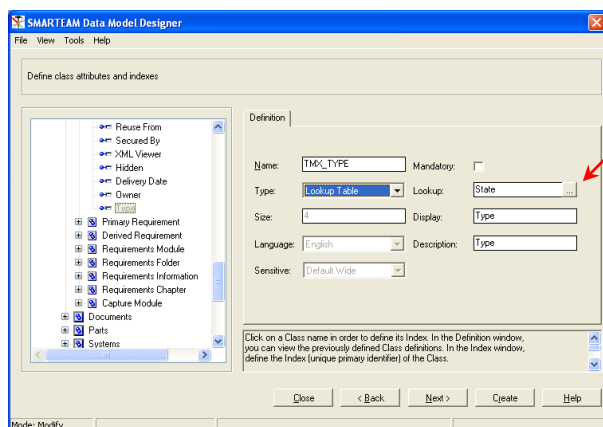 SMARTEAM Data Model Designer
File View Tools Help
Define class attributes and indexes
Reuse From
Secured By
XML Viewer
Hidden
Delivery Date
Owner
Type
Primary Requirement
Derived Requirement
Requirements Module
Requirements Folder
Requirements Information
Requirements Chapter
Capture Module
Documents
Parts
Systems
Definition
Name: TMX_TYPE Mandatory:
Type: Lookup Table Lookup: State ...
Size: 4 Display: Type
Language: English Description: Type
Sensitive: Default Wide
Click on a Class name in order to define its Index. In the Definition window,
you can view the previously defined Class definitions. In the Index window,
define the Index (unique primary identifier) of the Class.
Close < Back Next > Create Help
Mode: Modify